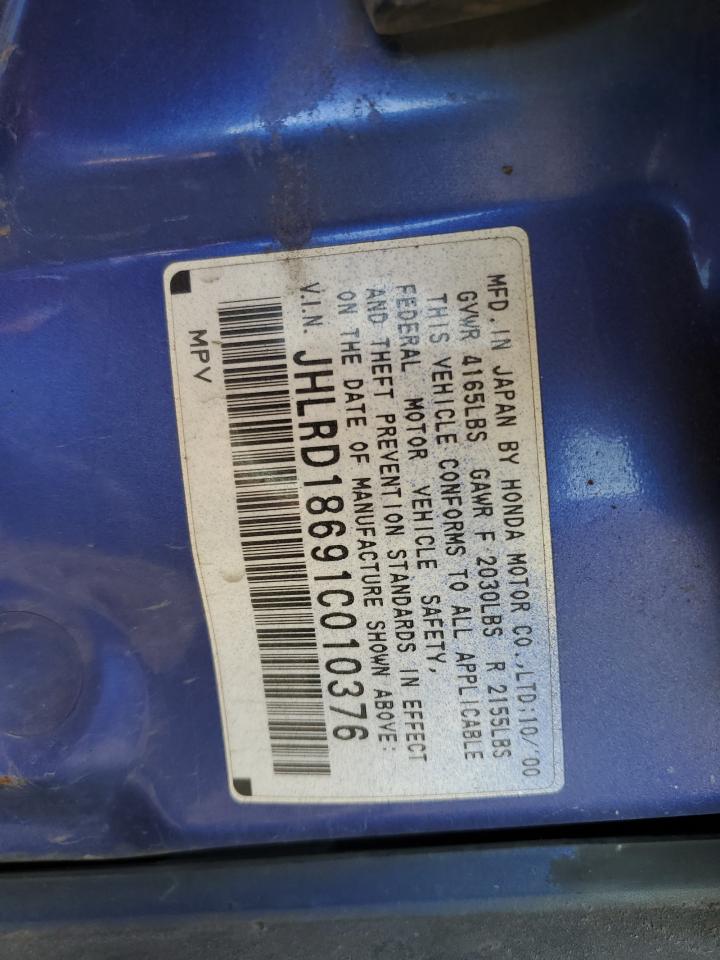 MFD. IN JAPAN BY HONDA MOTOR CO.,LTD;10/'00
GVWR 4165LBS GAWR F 2030LBS R 2155LBS
THIS VEHICLE CONFORMS TO ALL APPLICABLE
FEDERAL MOTOR VEHICLE SAFETY,
AND THEFT PREVENTION STANDARDS IN EFFECT
ON THE DATE OF MANUFACTURE SHOWN ABOVE:
V.I.N. JHLRD18691C010376
MPV